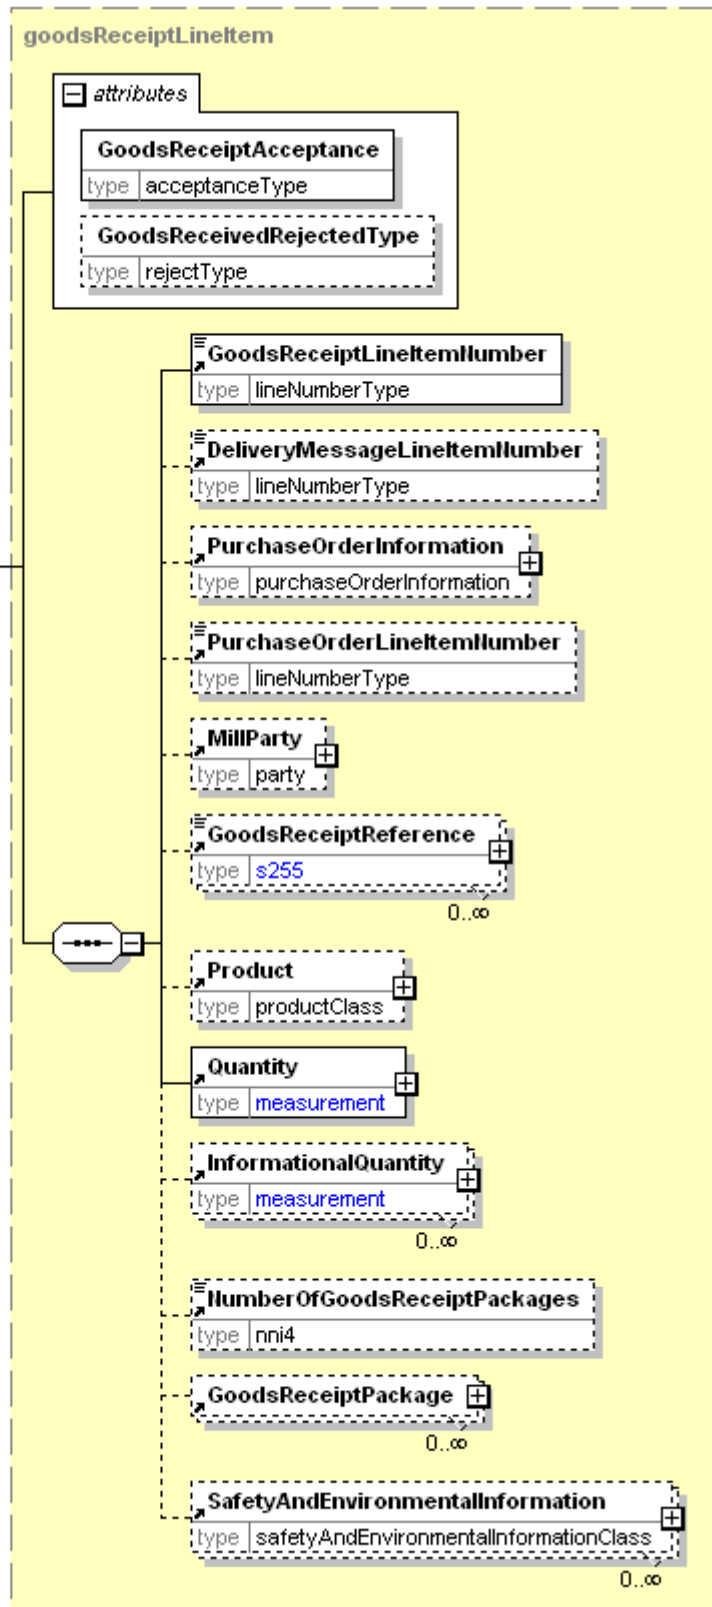 goodsReceiptLineItem
attributes
GoodsReceiptAcceptance
type acceptanceType
GoodsReceivedRejectedType
type rejectType
GoodsReceiptLineItemNumber
type lineNumberType
DeliveryMessageLineItemNumber
type lineNumberType
PurchaseOrderInformation
type purchaseOrderInformation
PurchaseOrderLineItemNumber
type lineNumberType
MillParty
type party
GoodsReceiptReference
type s255
0..∞
Product
type productClass
Quantity
type measurement
InformationalQuantity
type measurement
0..∞
NumberOfGoodsReceiptPackages
type nni4
GoodsReceiptPackage
0..∞
SafetyAndEnvironmentalInformation
type safetyAndEnvironmentalInformationClass
0..∞